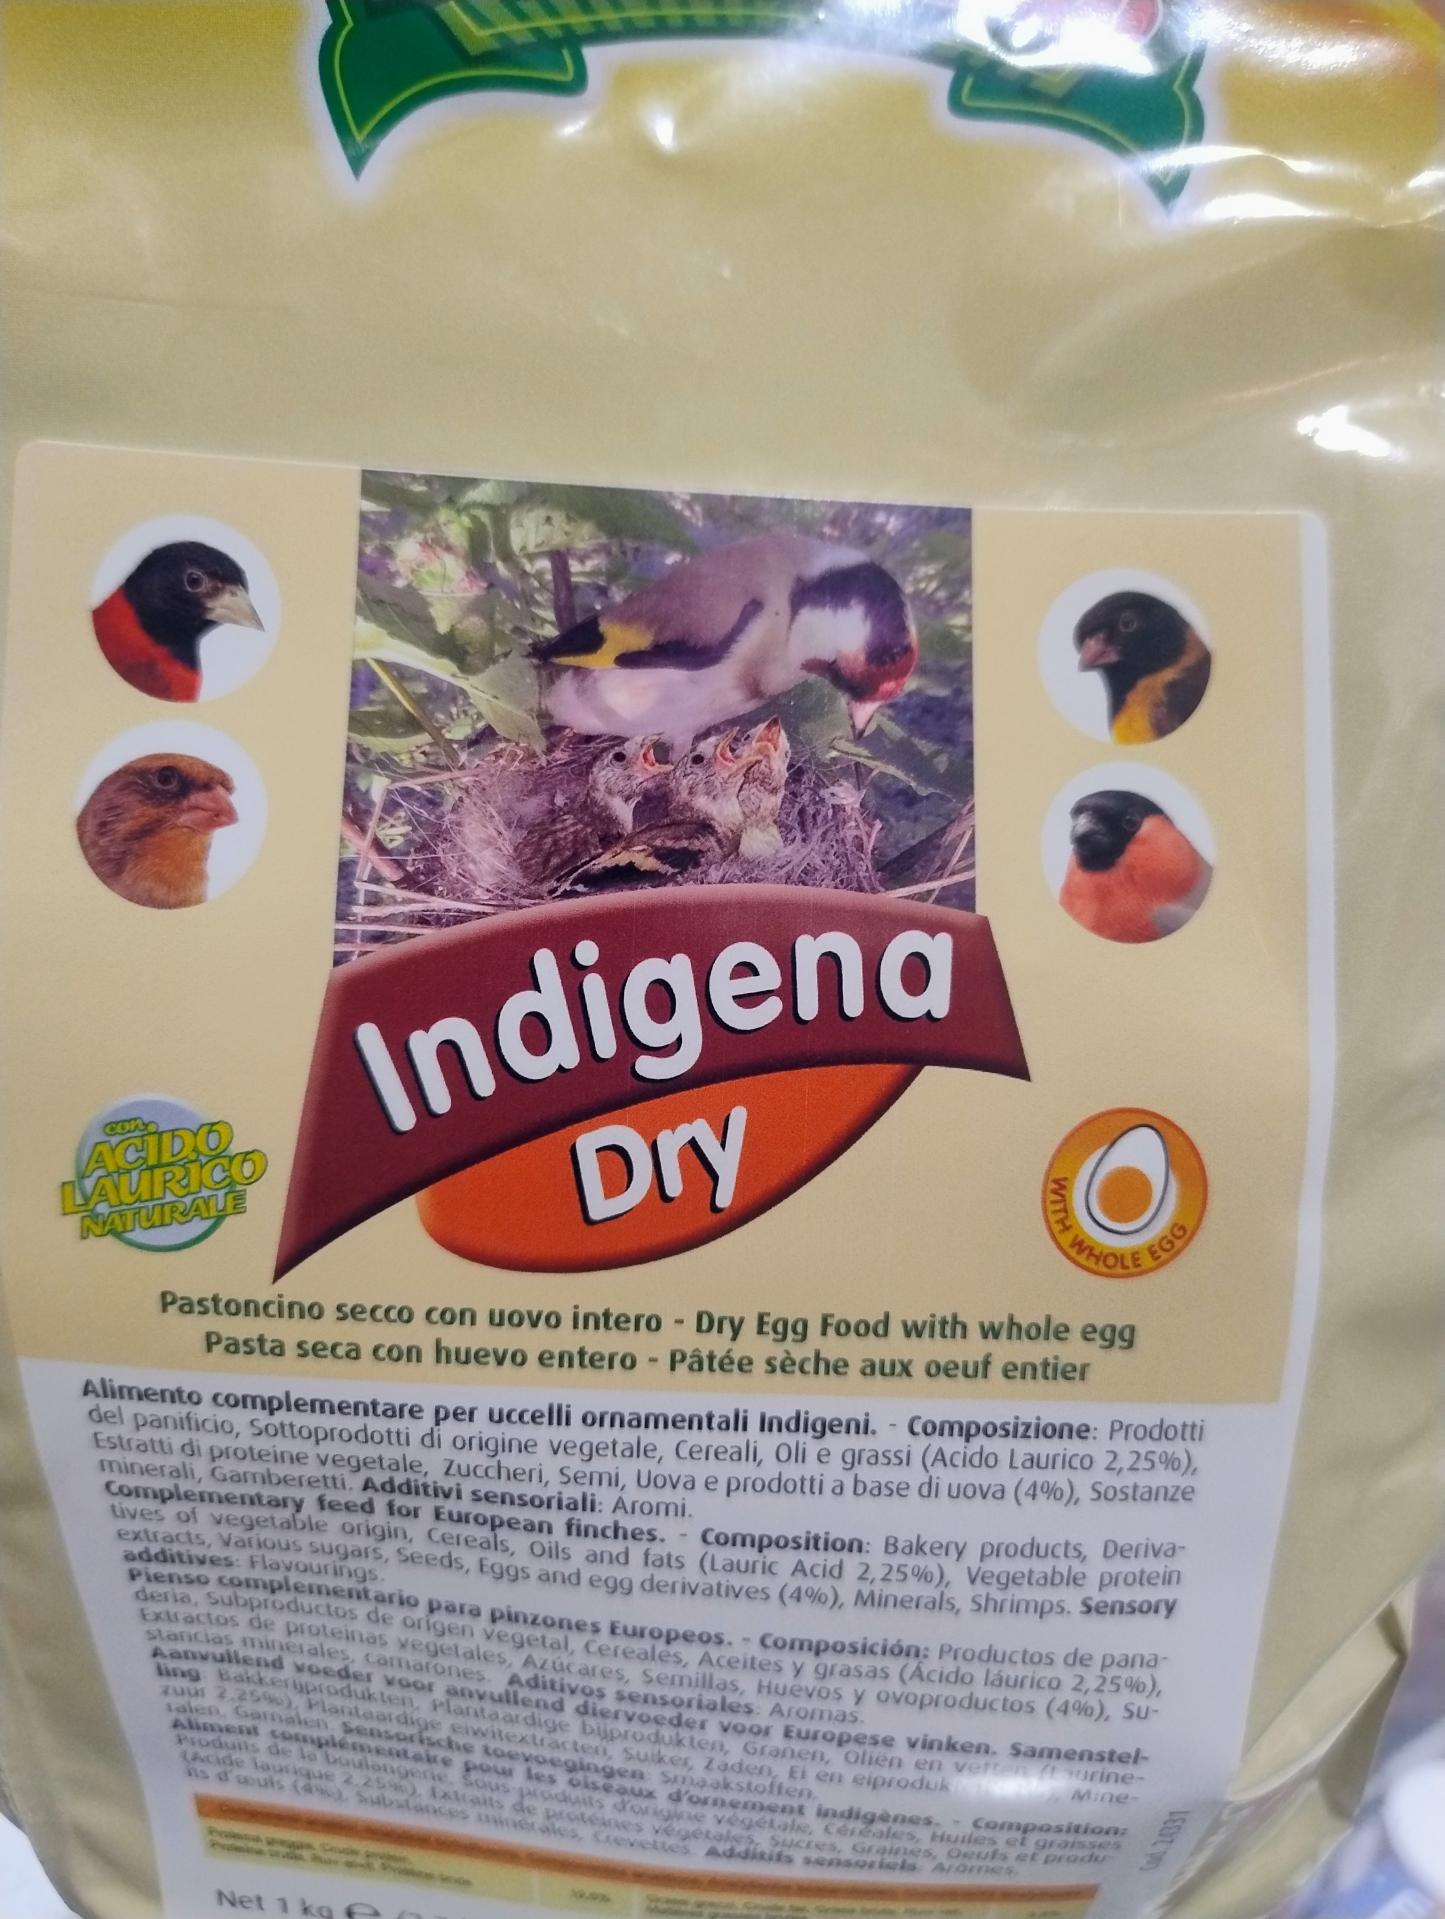 Indigena
Dry
con
ACIDO
LAURICO
NATURALE
WITH WHOLE EGG
Pastoncino secco con uovo intero - Dry Egg Food with whole egg
Pasta seca con huevo entero - Pâtée sèche aux oeuf entier
Alimento complementare per uccelli ornamentali Indigeni. - Composizione: Prodotti
del panificio, Sottoprodotti di origine vegetale, Cereali, Oli e grassi (Acido Laurico 2,25%),
Estratti di proteine vegetale, Zuccheri, Semi, Uova e prodotti a base di uova (4%), Sostanze
minerali, Gamberetti. Additivi sensoriali: Aromi.
Complementary feed for European finches. - Composition: Bakery products, Deriva-
tives of vegetable origin, Cereals, Oils and fats (Lauric Acid 2,25%), Vegetable protein
extracts, Various sugars, Seeds, Eggs and egg derivatives (4%), Minerals, Shrimps. Sensory
additives: Flavourings.
Pienso complementario para pinzones Europeos. - Composición: Productos de pana-
deria, Subproductos de origen vegetal, Cereales, Aceites y grasas (Ácido láurico 2,25%),
Extractos de proteinas vegetales, Azúcares, Semillas, Huevos y ovoproductos (4%), Su-
stancias minerales, camarones. Aditivos sensoriales: Aromas.
Aanvullend voeder voor anvullend diervoeder voor Europese vinken. Samenstel-
ling: Bakkerijprodukten, Plantaardige bijprodukten, Granen, Oliën en vetten (Laurine-
zuur 2,25%), Plantaardige eiwitextracten, Suiker, Zaden, Ei en eiproduk Mine-
ralen, Garnalen. Sensorische toevoegingen: Smaakstoffen.
Aliment complémentaire pour les oiseaux d'ornement indigènes. - Composition:
Produits de la boulangerie, Sous-produits d'origine végétale, Céréales, Huiles et graisses
(Acide laurique 2,25%), Extraits de protéines végétales, Sucres, Graines, Oeufs et produ-
its d'œufs (4%), Substances minérales, Crevettes. Additifs sensoriels: Arômes.
Net 1 kg ℮